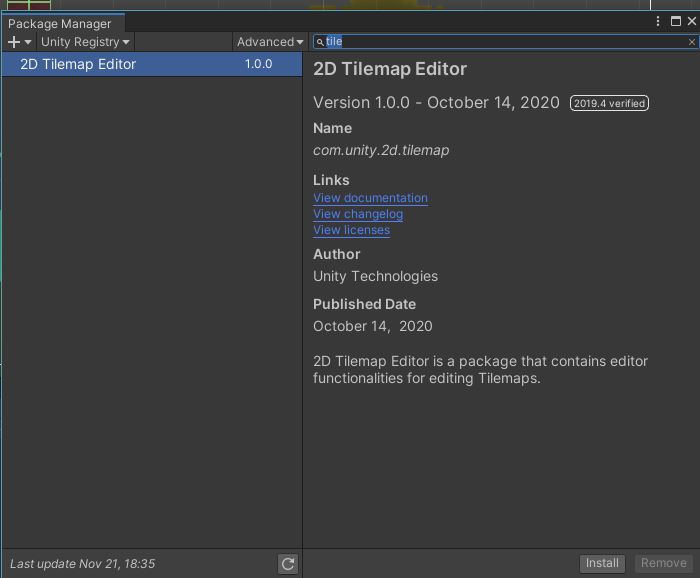 Package Manager
Unity Registry Advanced tile
2D Tilemap Editor 1.0.0
2D Tilemap Editor
Version 1.0.0 - October 14, 2020 2019.4 verified
Name
com.unity.2d.tilemap
Links
View documentation
View changelog
View licenses
Author
Unity Technologies
Published Date
October 14, 2020
2D Tilemap Editor is a package that contains editor
functionalities for editing Tilemaps.
Last update Nov 21, 18:35 Install Remove